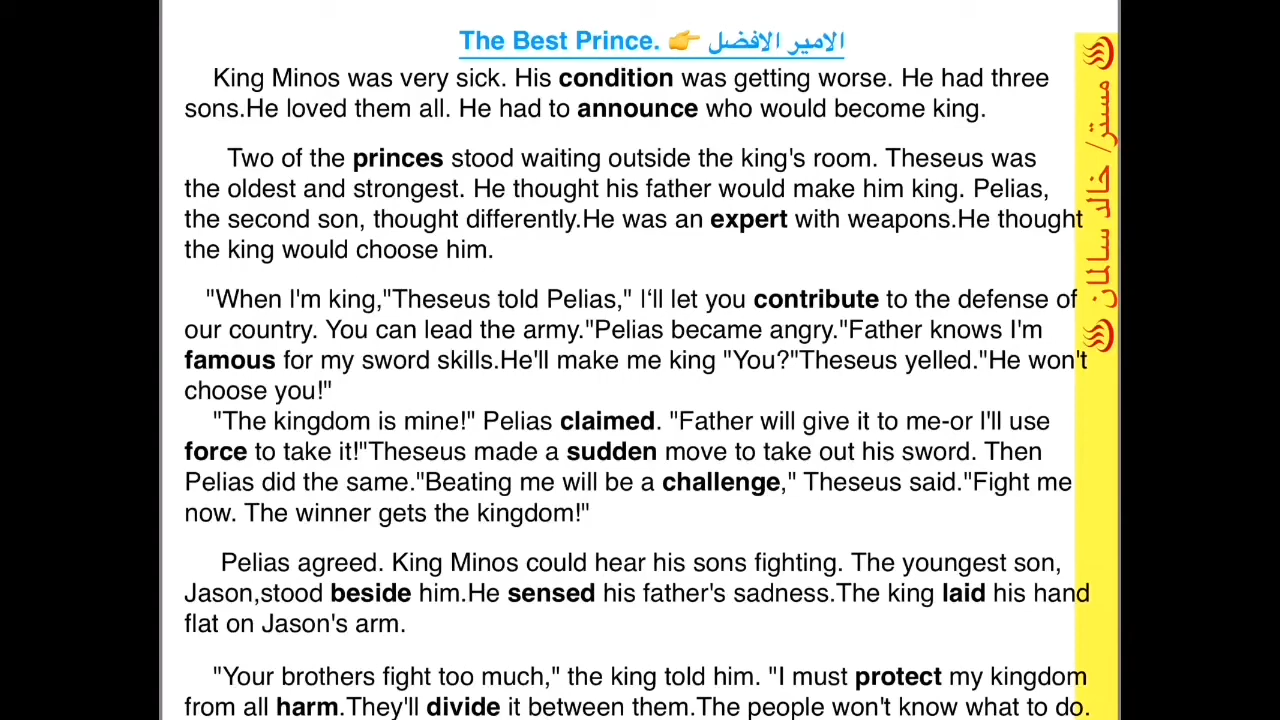 The Best Prince. 👉 الامير الافضل
King Minos was very sick. His condition was getting worse. He had three
sons.He loved them all. He had to announce who would become king.
Two of the princes stood waiting outside the king's room. Theseus was
the oldest and strongest. He thought his father would make him king. Pelias,
the second son, thought differently.He was an expert with weapons.He thought
the king would choose him.
"When I'm king,"Theseus told Pelias," I‘ll let you contribute to the defense of
our country. You can lead the army."Pelias became angry."Father knows I'm
famous for my sword skills.He'll make me king "You?"Theseus yelled."He won't
choose you!"
"The kingdom is mine!" Pelias claimed. "Father will give it to me-or I'll use
force to take it!"Theseus made a sudden move to take out his sword. Then
Pelias did the same."Beating me will be a challenge," Theseus said."Fight me
now. The winner gets the kingdom!"
Pelias agreed. King Minos could hear his sons fighting. The youngest son,
Jason,stood beside him.He sensed his father's sadness.The king laid his hand
flat on Jason's arm.
"Your brothers fight too much," the king told him. "I must protect my kingdom
from all harm.They'll divide it between them.The people won't know what to do.
♨ مستر/ خالد سالمان ♨